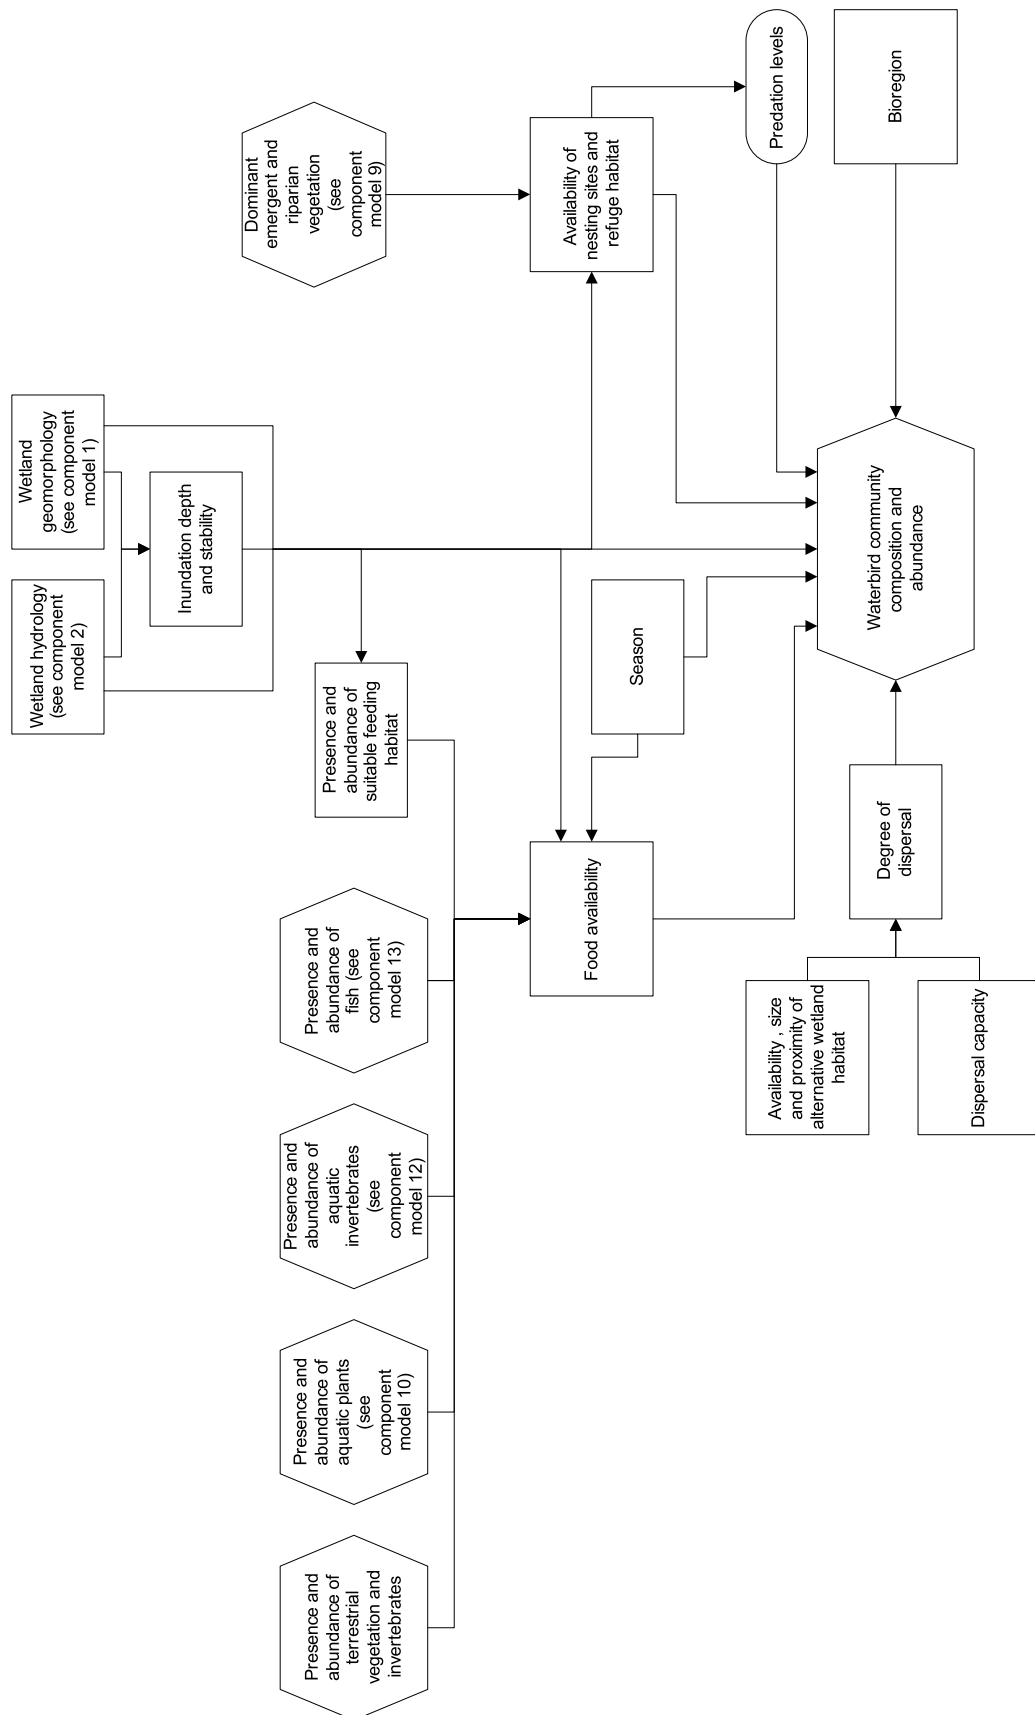 Wetland hydrology
(see component
model 2)
Wetland
geomorphology
(see component
model 1)
Inundation depth
and stability
Dominant
emergent and
riparian
vegetation
(see
component
model 9)
Presence and
abundance of
terrestrial
vegetation and
invertebrates
Presence and
abundance of
aquatic plants
(see
component
model 10)
Presence and
abundance of
aquatic
invertebrates
(see
component
model 12)
Presence and
abundance of
fish (see
component
model 13)
Presence and
abundance of
suitable feeding
habitat
Food availability
Season
Availability of
nesting sites and
refuge habitat
Availability , size
and proximity of
alternative wetland
habitat
Predation levels
Degree of
dispersal
Waterbird community
composition and
abundance
Bioregion
Dispersal capacity